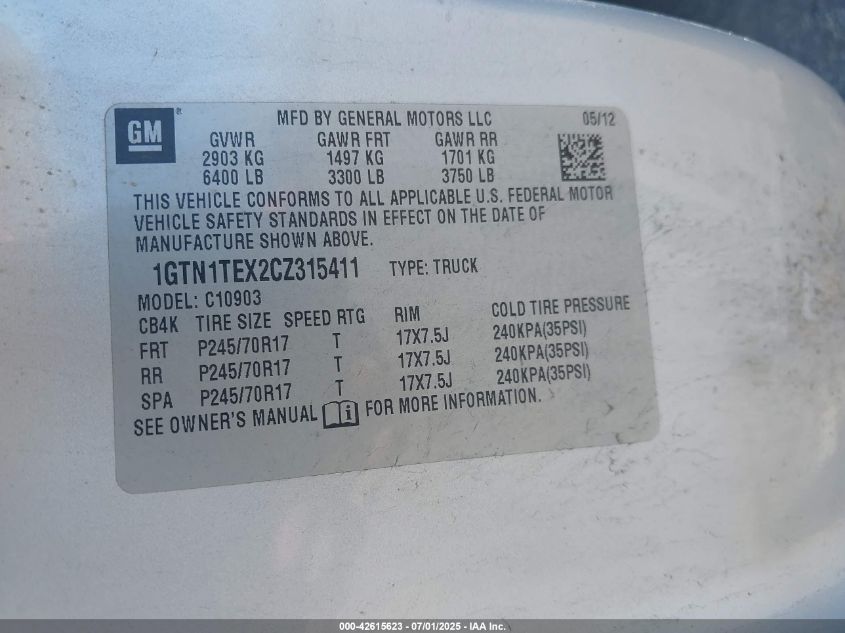 GM ®
MFD BY GENERAL MOTORS LLC 05/12
GVWR GAWR FRT GAWR RR
2903 KG 1497 KG 1701 KG
6400 LB 3300 LB 3750 LB
THIS VEHICLE CONFORMS TO ALL APPLICABLE U.S. FEDERAL MOTOR
VEHICLE SAFETY STANDARDS IN EFFECT ON THE DATE OF
MANUFACTURE SHOWN ABOVE.
1GTN1TEX2CZ315411 TYPE: TRUCK
MODEL: C10903
CB4K TIRE SIZE SPEED RTG RIM COLD TIRE PRESSURE
FRT P245/70R17 T 17X7.5J 240KPA(35PSI)
RR P245/70R17 T 17X7.5J 240KPA(35PSI)
SPA P245/70R17 T 17X7.5J 240KPA(35PSI)
SEE OWNER'S MANUAL i FOR MORE INFORMATION.
000-42615623 - 07/01/2025 - IAA Inc.